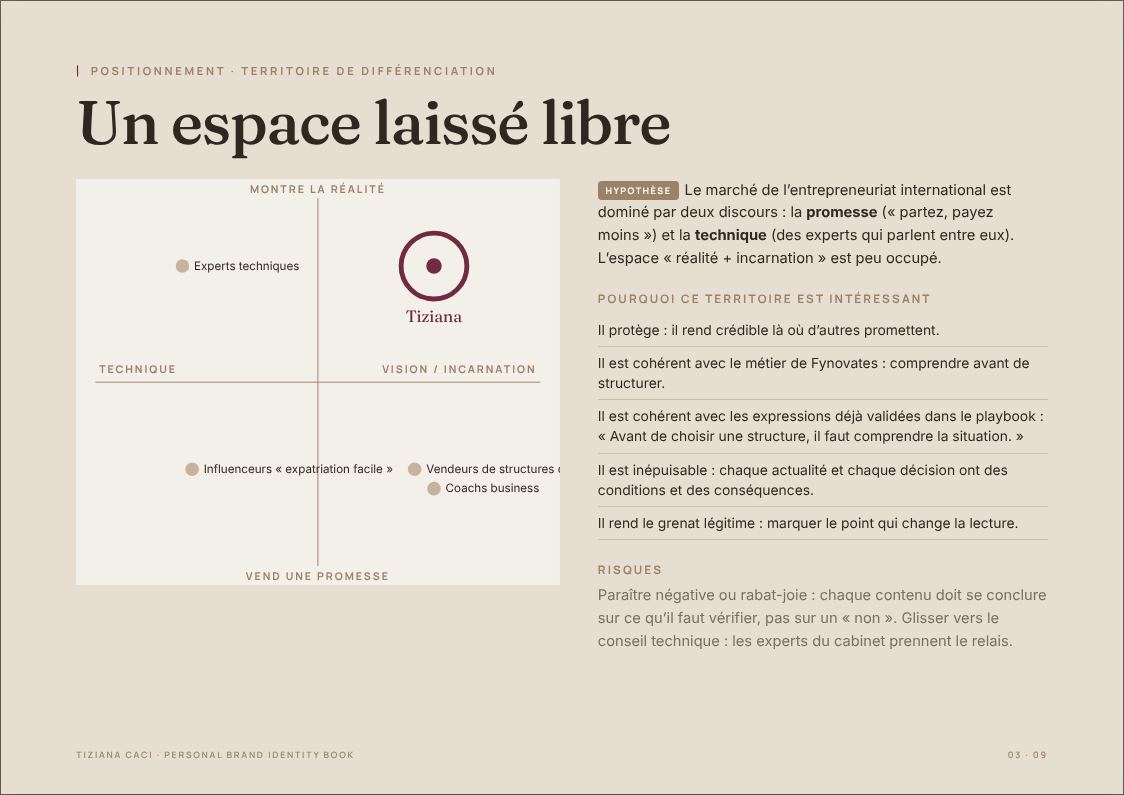 POSITIONNEMENT · TERRITOIRE DE DIFFÉRENCIATION
Un espace laissé libre
MONTRE LA RÉALITÉ
Experts techniques
Tiziana
TECHNIQUE
VISION / INCARNATION
Influenceurs « expatriation facile »
Vendeurs de structures
Coachs business
VEND UNE PROMESSE
HYPOTHÈSE Le marché de l’entrepreneuriat international est
dominé par deux discours : la promesse (« partez, payez
moins ») et la technique (des experts qui parlent entre eux).
L’espace « réalité + incarnation » est peu occupé.
POURQUOI CE TERRITOIRE EST INTÉRESSANT
Il protège : il rend crédible là où d’autres promettent.
Il est cohérent avec le métier de Fynovates : comprendre avant de
structurer.
Il est cohérent avec les expressions déjà validées dans le playbook :
« Avant de choisir une structure, il faut comprendre la situation. »
Il est inépuisable : chaque actualité et chaque décision ont des
conditions et des conséquences.
Il rend le grenat légitime : marquer le point qui change la lecture.
RISQUES
Paraître négative ou rabat-joie : chaque contenu doit se conclure
sur ce qu’il faut vérifier, pas sur un « non ». Glisser vers le
conseil technique : les experts du cabinet prennent le relais.
TIZIANA CACI · PERSONAL BRAND IDENTITY BOOK
03 · 09